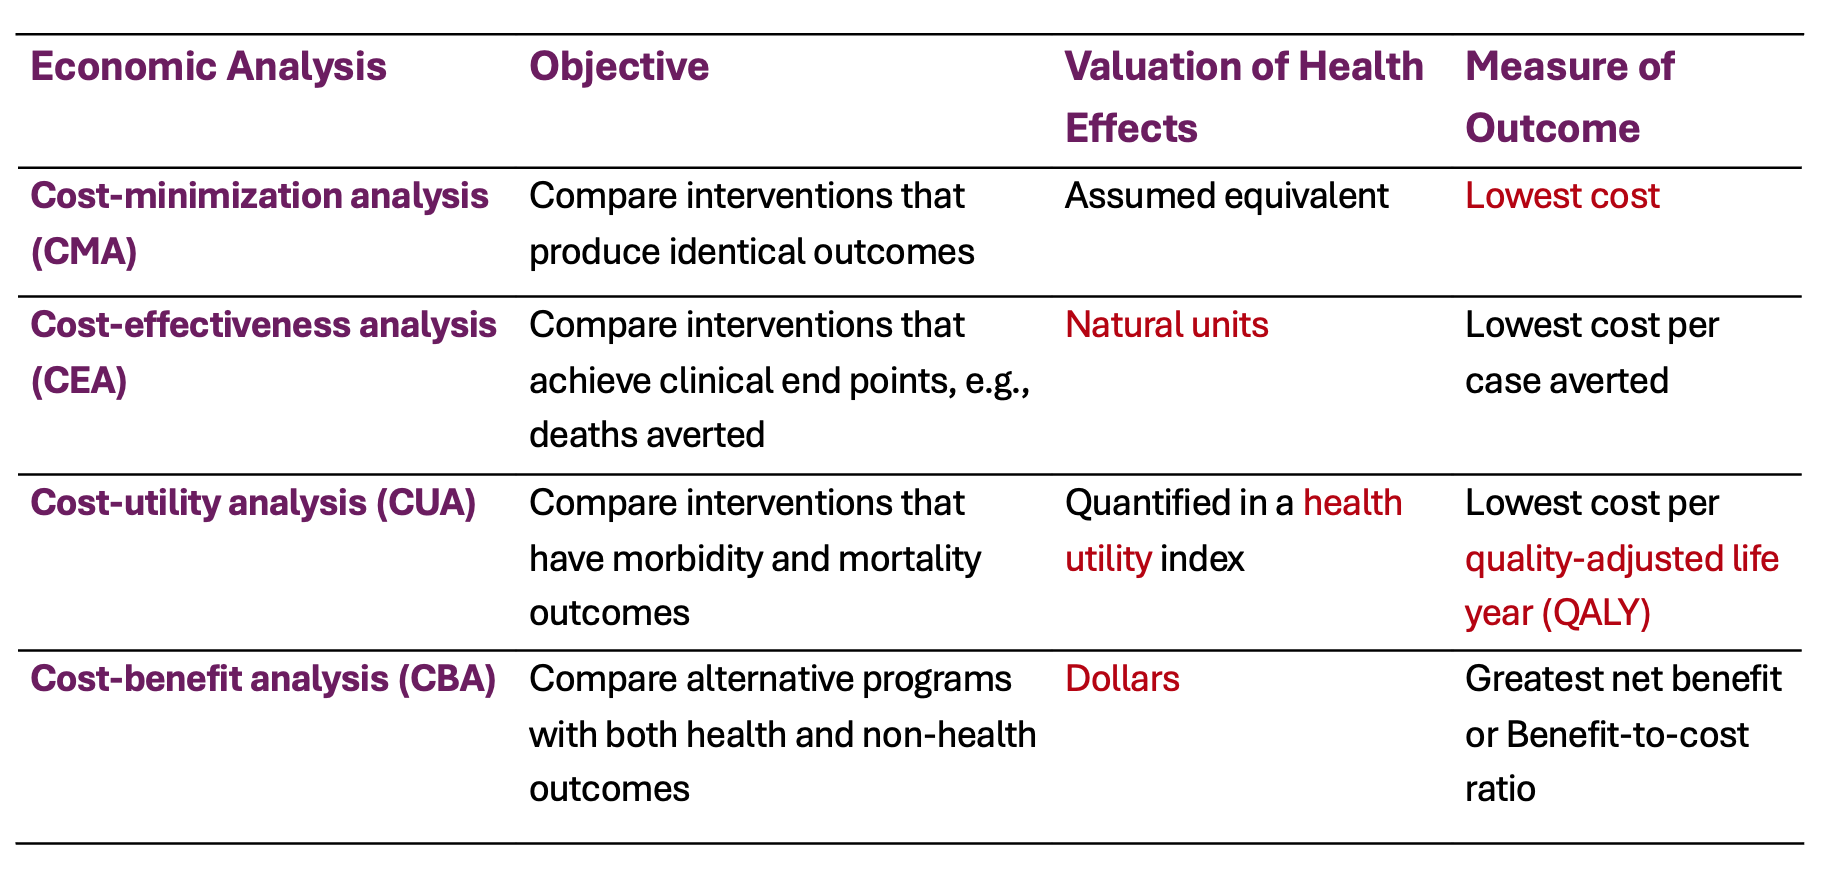 Economic Analysis Objective Valuation of Health Measure of
Effects Outcome
Cost-minimization analysis Compare interventions that Assumed equivalent Lowest cost
(CMA) produce identical outcomes
Cost-effectiveness analysis Compare interventions that Natural units Lowest cost per
(CEA) achieve clinical end points, e.g., case averted
deaths averted
Cost-utility analysis (CUA) Compare interventions that Quantified in a health Lowest cost per
have morbidity and mortality utility index quality-adjusted life
outcomes year (QALY)
Cost-benefit analysis (CBA) Compare alternative programs Dollars Greatest net benefit
with both health and non-health or Benefit-to-cost
outcomes ratio